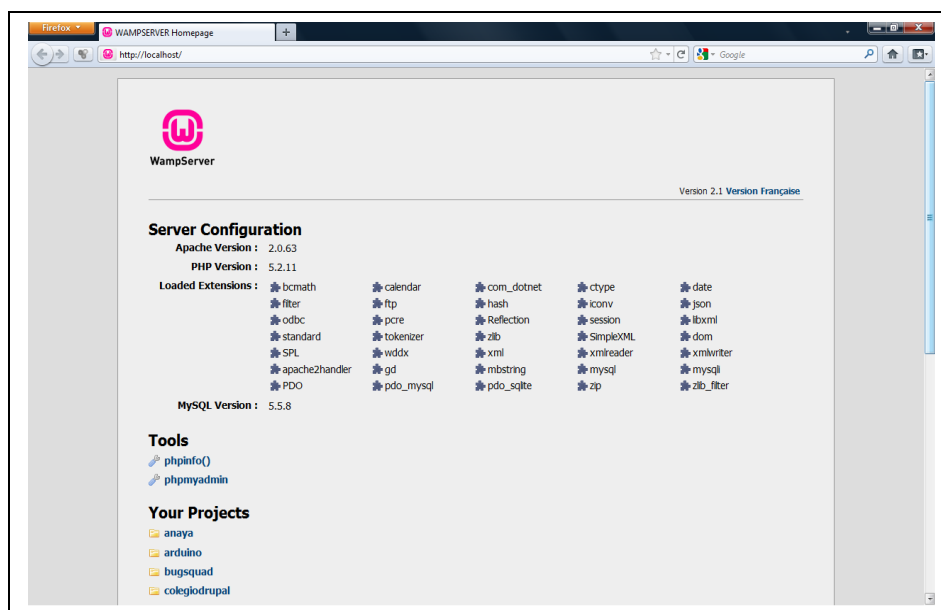 Firefox
WAMPSERVER Homepage
http://localhost/
Google
WampServer
Version 2.1 Version Française
Server Configuration
Apache Version : 2.0.63
PHP Version : 5.2.11
Loaded Extensions : bcmath calendar com_dotnet ctype date
filter ftp hash iconv json
odbc pcre Reflection session libxml
standard tokenizer zlib SimpleXML dom
SPL wddx xml xmlreader xmlwriter
apache2handler gd mbstring mysql mysqli
PDO pdo_mysql pdo_sqlite zip zlib_filter
MySQL Version : 5.5.8
Tools
phpinfo()
phpmyadmin
Your Projects
anaya
arduino
bugsquad
colegiodrupal